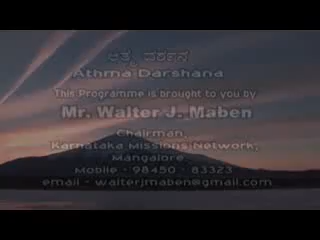 ಆತ್ಮ ದರ್ಶನ
Athma Darshana
This Programme is brought to you by
Mr. Walter J. Maben
Chairman,
Karnataka Missions Network,
Mangalore.
Mobile - 98450 - 83323
email - walterjmaben@gmail.com